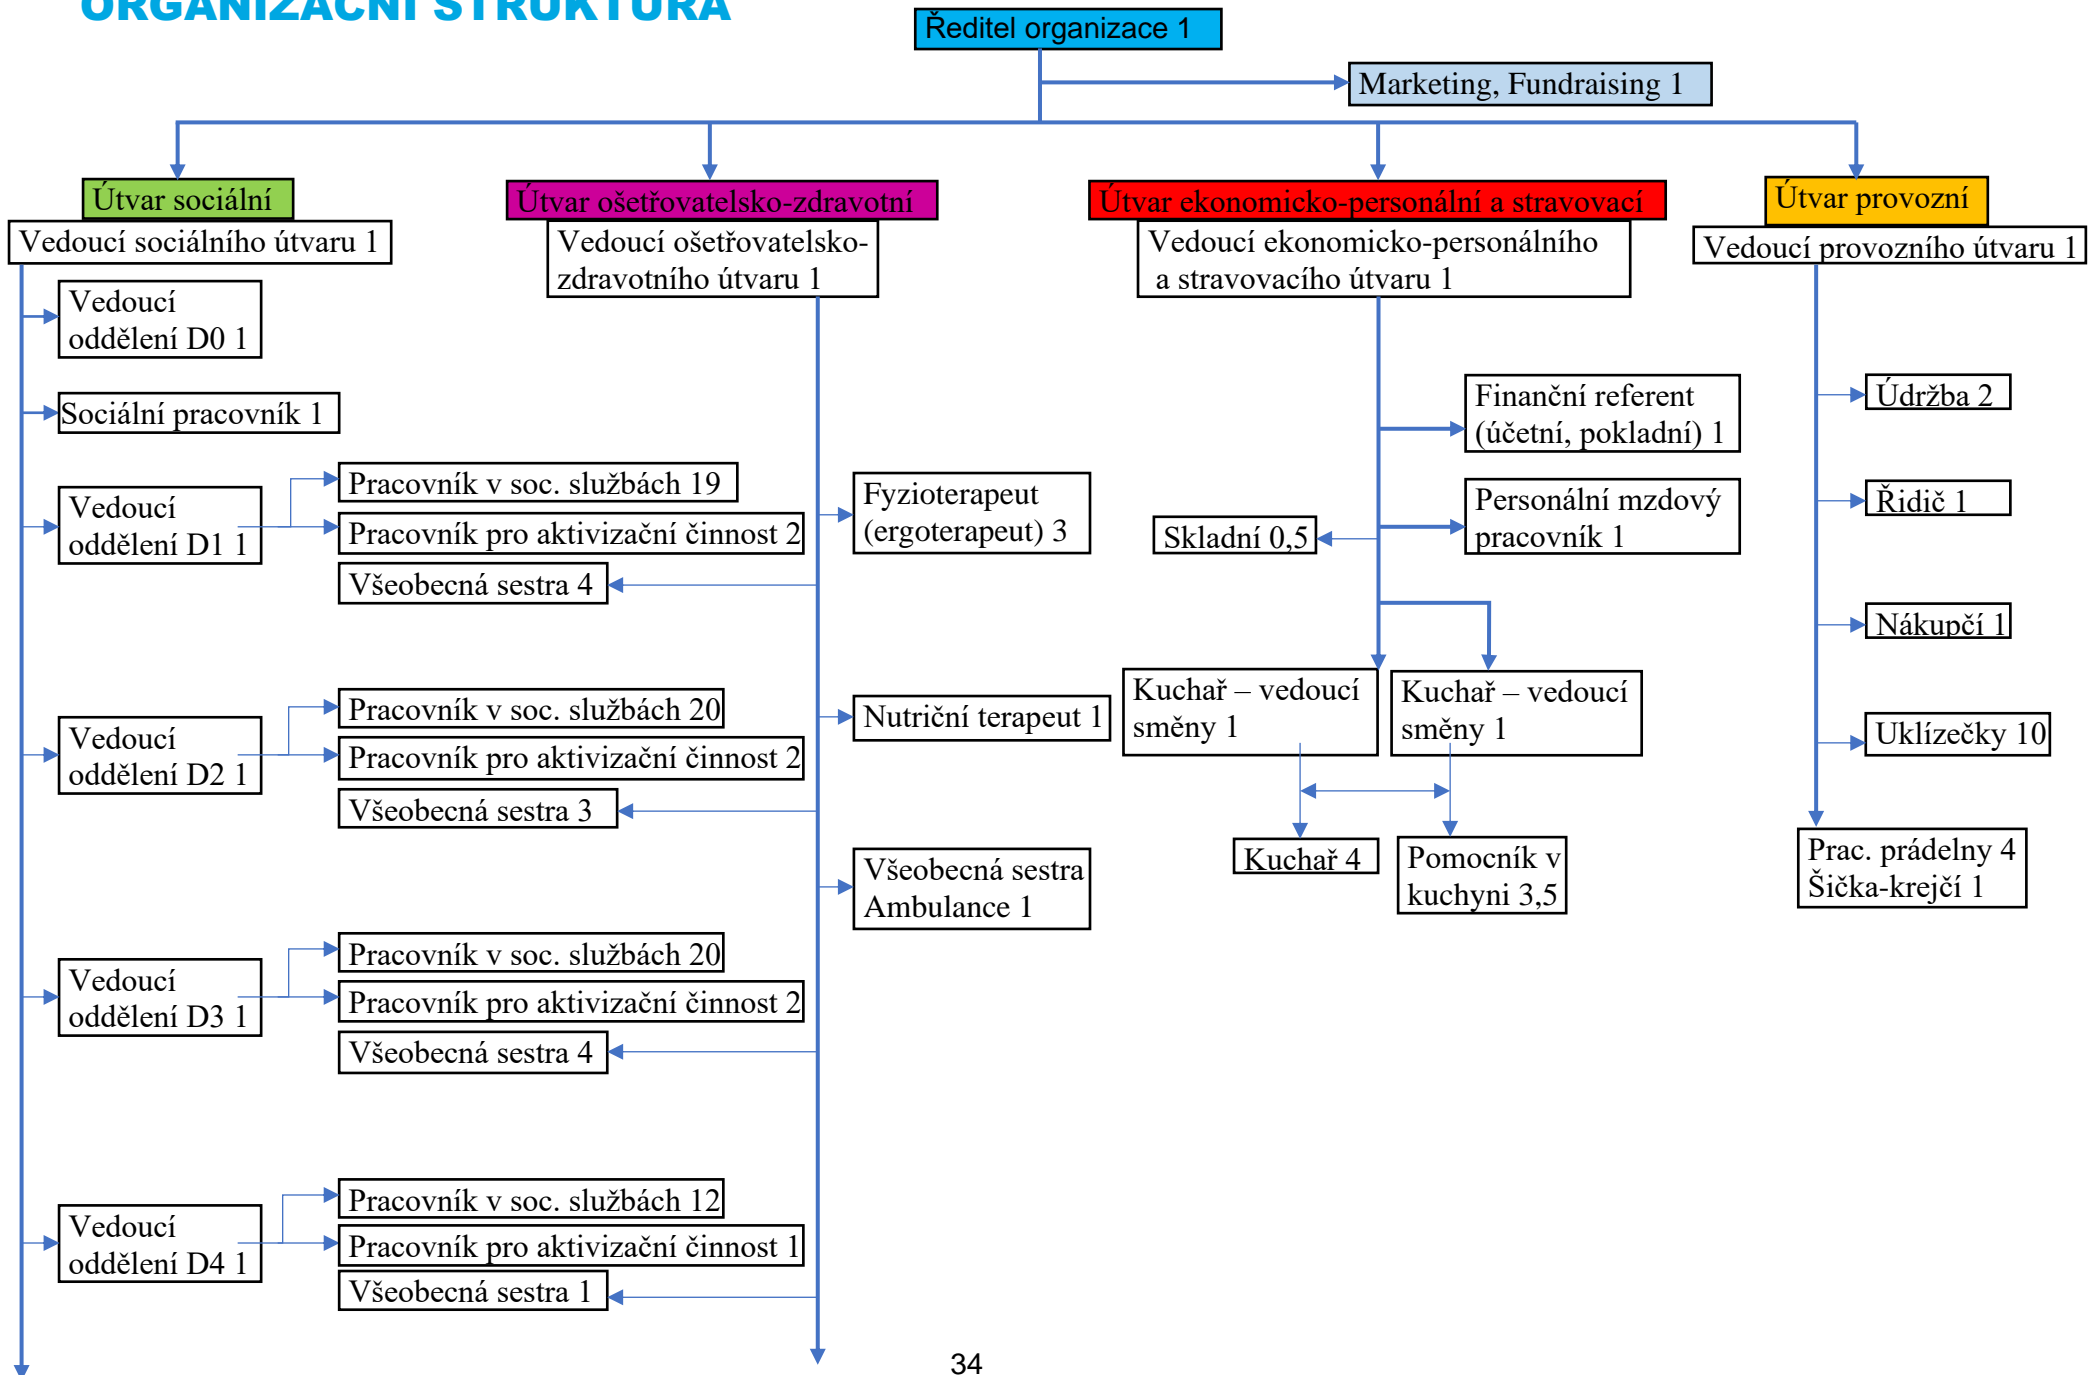 ORGANIZAČNÍ STRUKTURA
Ředitel organizace 1
Marketing, Fundraising 1
Útvar sociální
Vedoucí sociálního útvaru 1
Vedoucí
oddělení D0 1
Sociální pracovník 1
Vedoucí
oddělení D1 1
Pracovník v soc. službách 19
Pracovník pro aktivizační činnost 2
Všeobecná sestra 4
Vedoucí
oddělení D2 1
Pracovník v soc. službách 20
Pracovník pro aktivizační činnost 2
Všeobecná sestra 3
Vedoucí
oddělení D3 1
Pracovník v soc. službách 20
Pracovník pro aktivizační činnost 2
Všeobecná sestra 4
Vedoucí
oddělení D4 1
Pracovník v soc. službách 12
Pracovník pro aktivizační činnost 1
Všeobecná sestra 1
Útvar ošetřovatelsko-zdravotní
Vedoucí ošetřovatelsko-
zdravotního útvaru 1
Fyzioterapeut
(ergoterapeut) 3
Nutriční terapeut 1
Všeobecná sestra
Ambulance 1
Útvar ekonomicko-personální a stravovací
Vedoucí ekonomicko-personálního
a stravovacího útvaru 1
Finanční referent
(účetní, pokladní) 1
Personální mzdový
pracovník 1
Skladní 0,5
Kuchař – vedoucí
směny 1
Kuchař – vedoucí
směny 1
Kuchař 4
Pomocník v
kuchyni 3,5
Útvar provozní
Vedoucí provozního útvaru 1
Údržba 2
Řidič 1
Nákupčí 1
Uklízečky 10
Prac. prádelny 4
Šička-krejčí 1
34